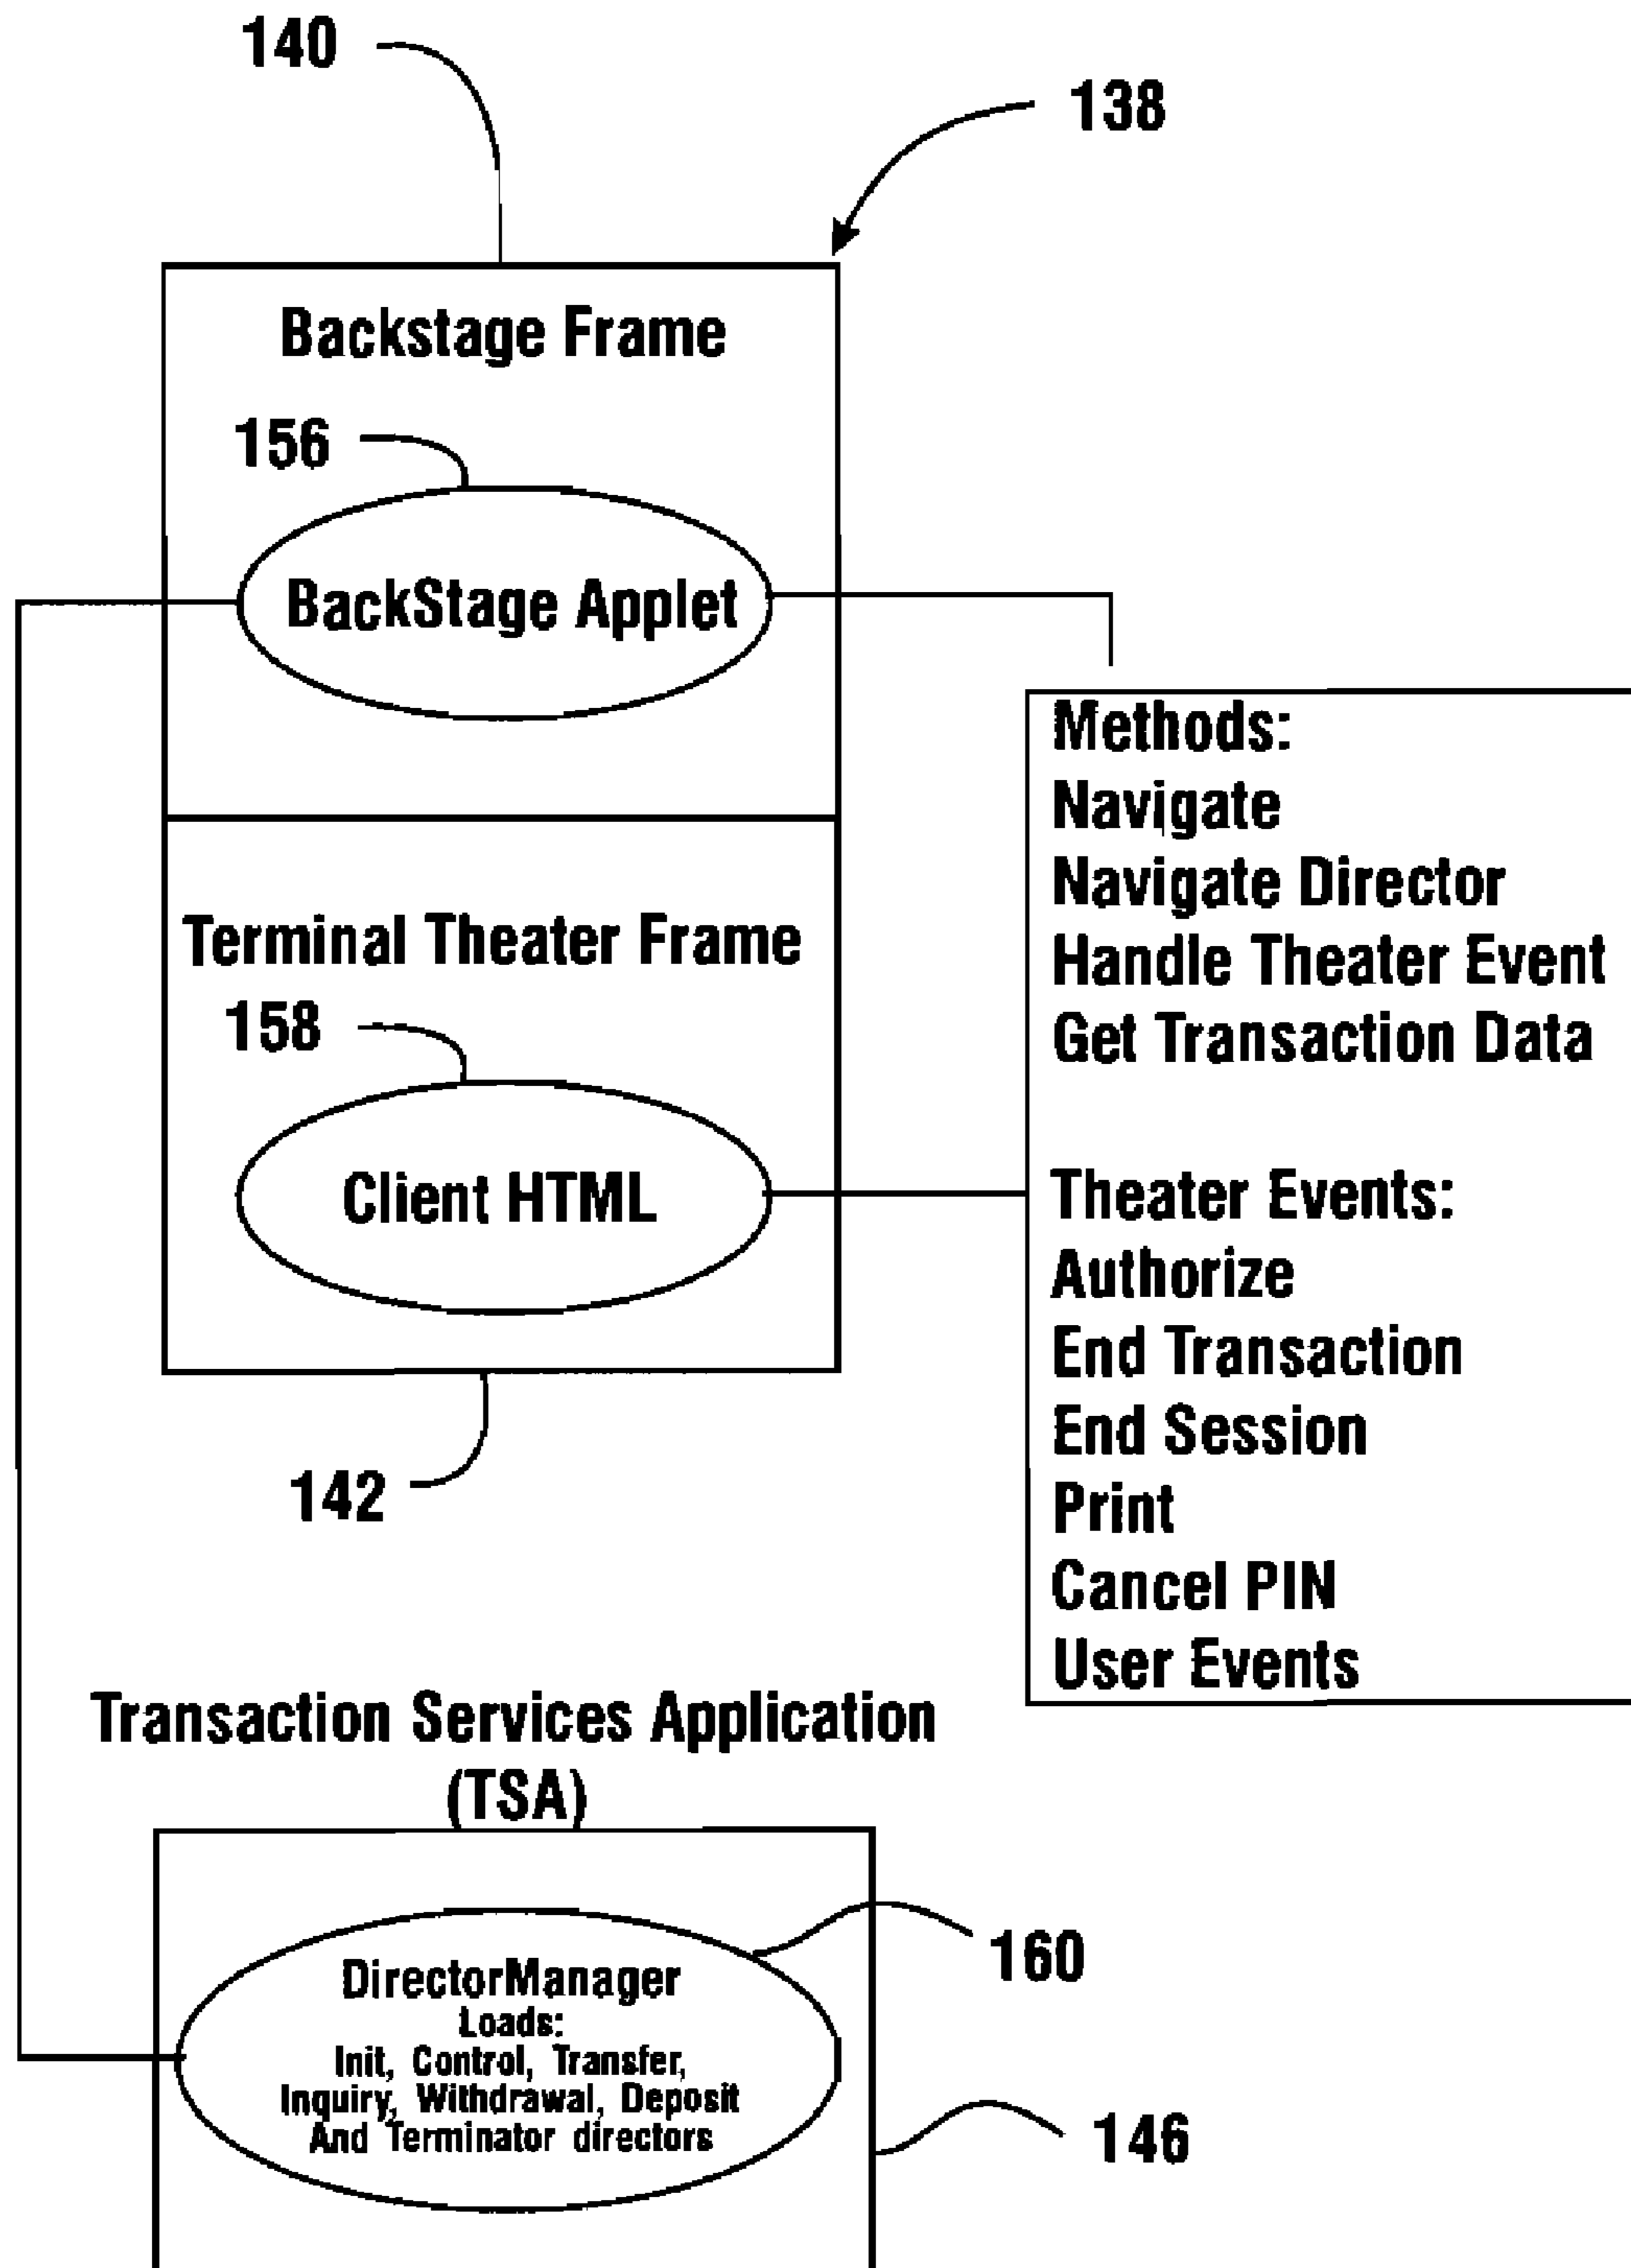 140
138
Backstage Frame
156
BackStage Applet
Methods:
Navigate
Navigate Director
Handle Theater Event
Get Transaction Data
Terminal Theater Frame
158
Client HTML
Theater Events:
Authorize
End Transaction
End Session
Print
Cancel PIN
User Events
142
Transaction Services Application
(TSA)
160
DirectorManager
Loads:
Init, Control, Transfer,
Inquiry, Withdrawal, Deposit
And Terminator directors
146